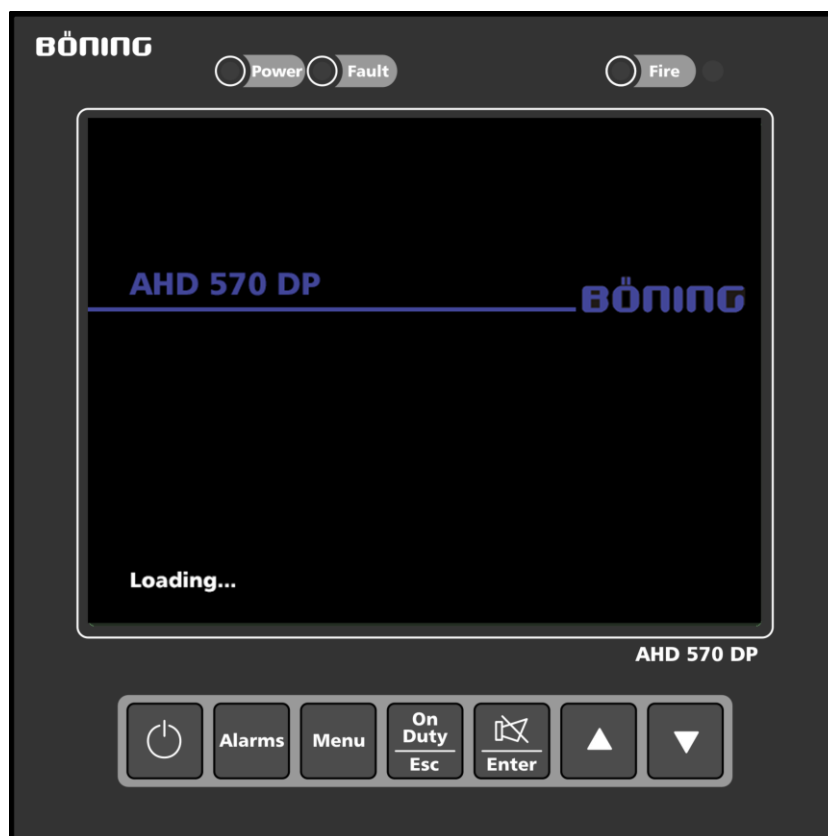 BÖNING
Power Fault Fire
AHD 570 DP
BÖNING
Loading...
AHD 570 DP
Alarms Menu On Duty Esc Enter